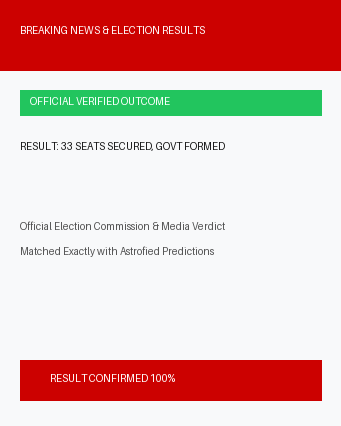 BREAKING NEWS & ELECTION RESULTS
OFFICIAL VERIFIED OUTCOME
RESULT: 33 SEATS SECURED, GOVT FORMED
Official Election Commission & Media Verdict
Matched Exactly with Astrofied Predictions
RESULT CONFIRMED 100%